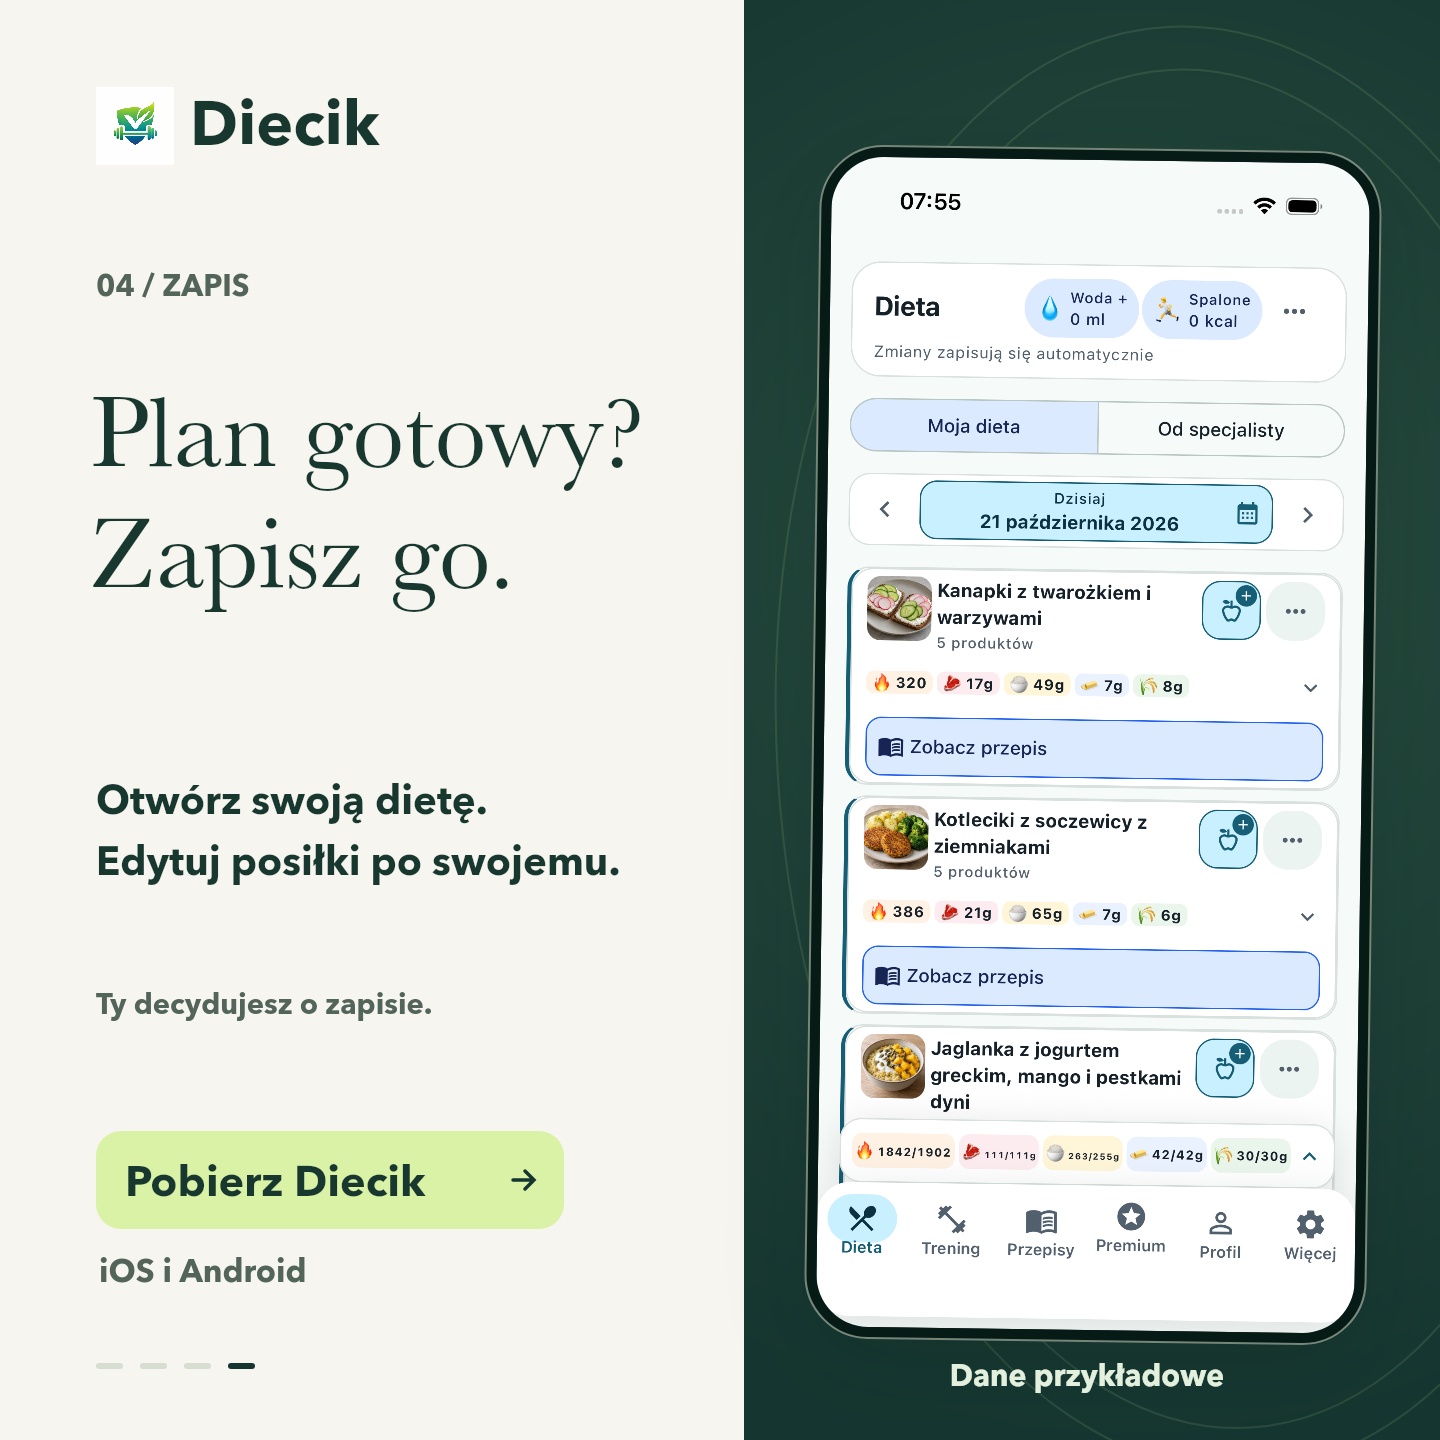 Diecik
04 / ZAPIS
Plan gotowy?
Zapisz go.
Otwórz swoją dietę.
Edytuj posiłki po swojemu.
Ty decydujesz o zapisie.
Pobierz Diecik →
iOS i Android
07:55
Dieta
Woda +
0 ml
Spalone
0 kcal
Zmiany zapisują się automatycznie
Moja dieta
Od specjalisty
Dzisiaj
21 października 2026
Kanapki z twarożkiem i
warzywami
5 produktów
320 17g 49g 7g 8g
Zobacz przepis
Kotleciki z soczewicy z
ziemniakami
5 produktów
386 21g 65g 7g 6g
Zobacz przepis
Jaglanka z jogurtem
greckim, mango i pestkami
dyni
1842/1902 111/111g 263/255g 42/42g 30/30g
Dieta Trening Przepisy Premium Profil Więcej
Dane przykładowe